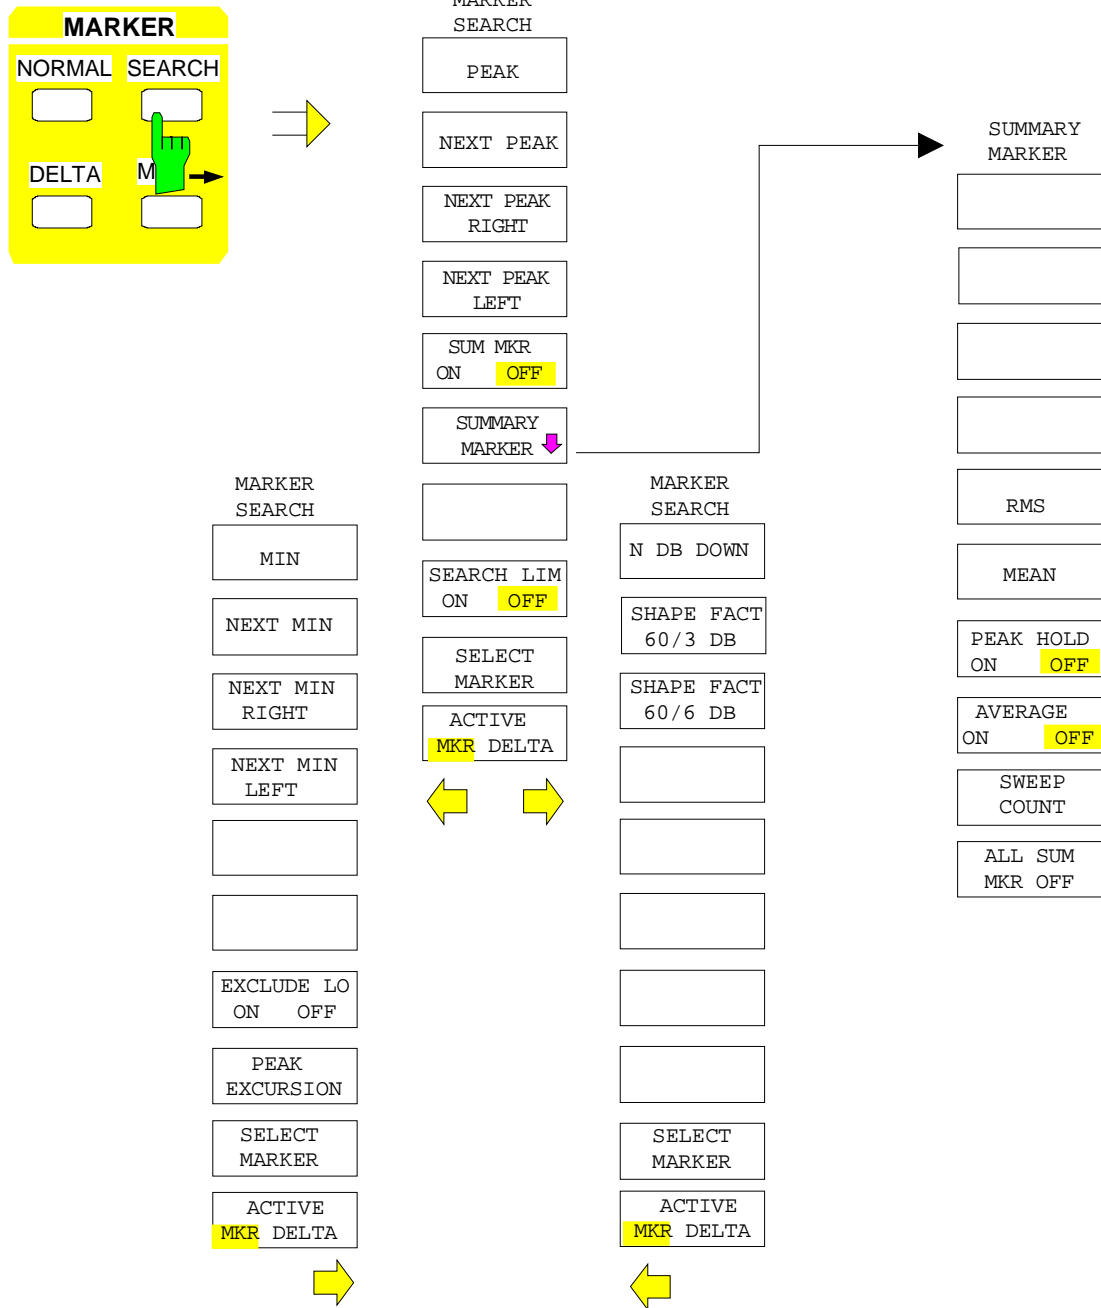 MARKER
NORMAL SEARCH
DELTA M
MARKER
SEARCH
PEAK
NEXT PEAK
NEXT PEAK
RIGHT
NEXT PEAK
LEFT
SUM MKR
ON OFF
SUMMARY
MARKER
SEARCH LIM
ON OFF
SELECT
MARKER
ACTIVE
MKR DELTA
MARKER
SEARCH
MIN
NEXT MIN
NEXT MIN
RIGHT
NEXT MIN
LEFT
EXCLUDE LO
ON OFF
PEAK
EXCURSION
SELECT
MARKER
ACTIVE
MKR DELTA
MARKER
SEARCH
N DB DOWN
SHAPE FACT
60/3 DB
SHAPE FACT
60/6 DB
SELECT
MARKER
ACTIVE
MKR DELTA
SUMMARY
MARKER
RMS
MEAN
PEAK HOLD
ON OFF
AVERAGE
ON OFF
SWEEP
COUNT
ALL SUM
MKR OFF